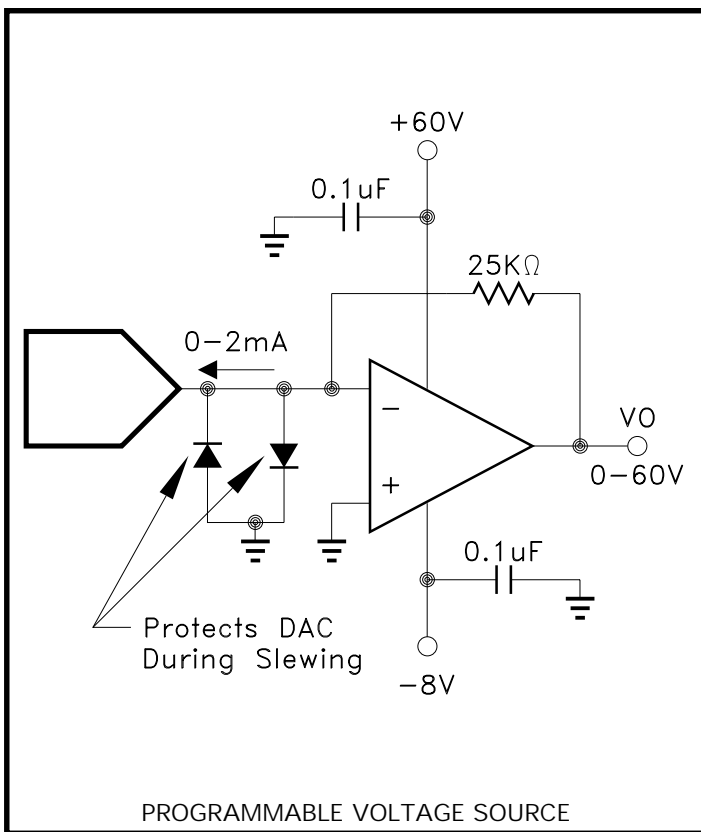 +60V
0.1uF
25KΩ
0-2mA
−
+
VO
0-60V
0.1uF
Protects DAC
During Slewing
-8V
PROGRAMMABLE VOLTAGE SOURCE